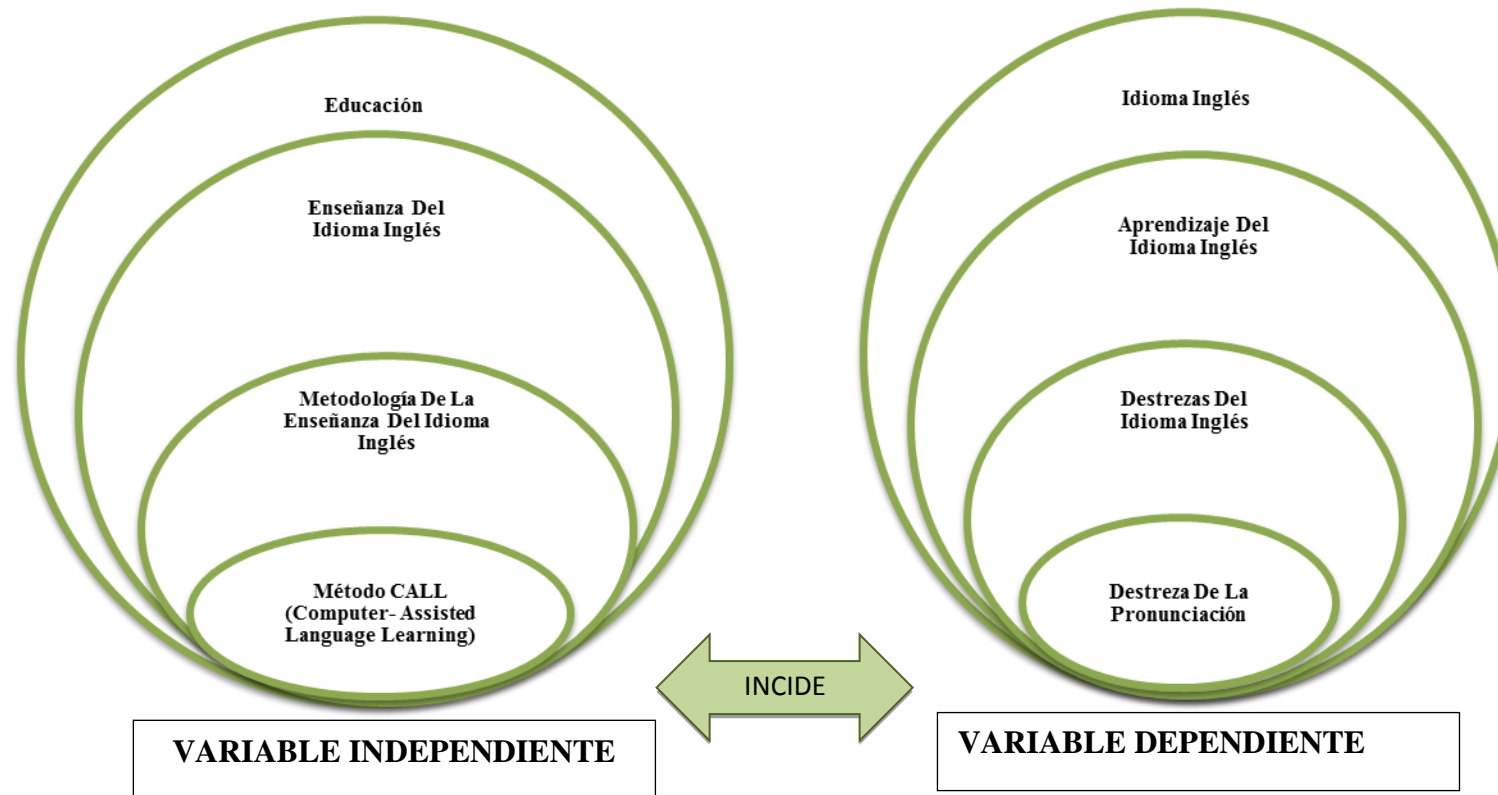 Educación
Enseñanza Del
Idioma Inglés
Metodología De La
Enseñanza Del Idioma
Inglés
Método CALL
(Computer- Assisted
Language Learning)
VARIABLE INDEPENDIENTE
INCIDE
Idioma Inglés
Aprendizaje Del
Idioma Inglés
Destrezas Del
Idioma Inglés
Destreza De La
Pronunciación
VARIABLE DEPENDIENTE